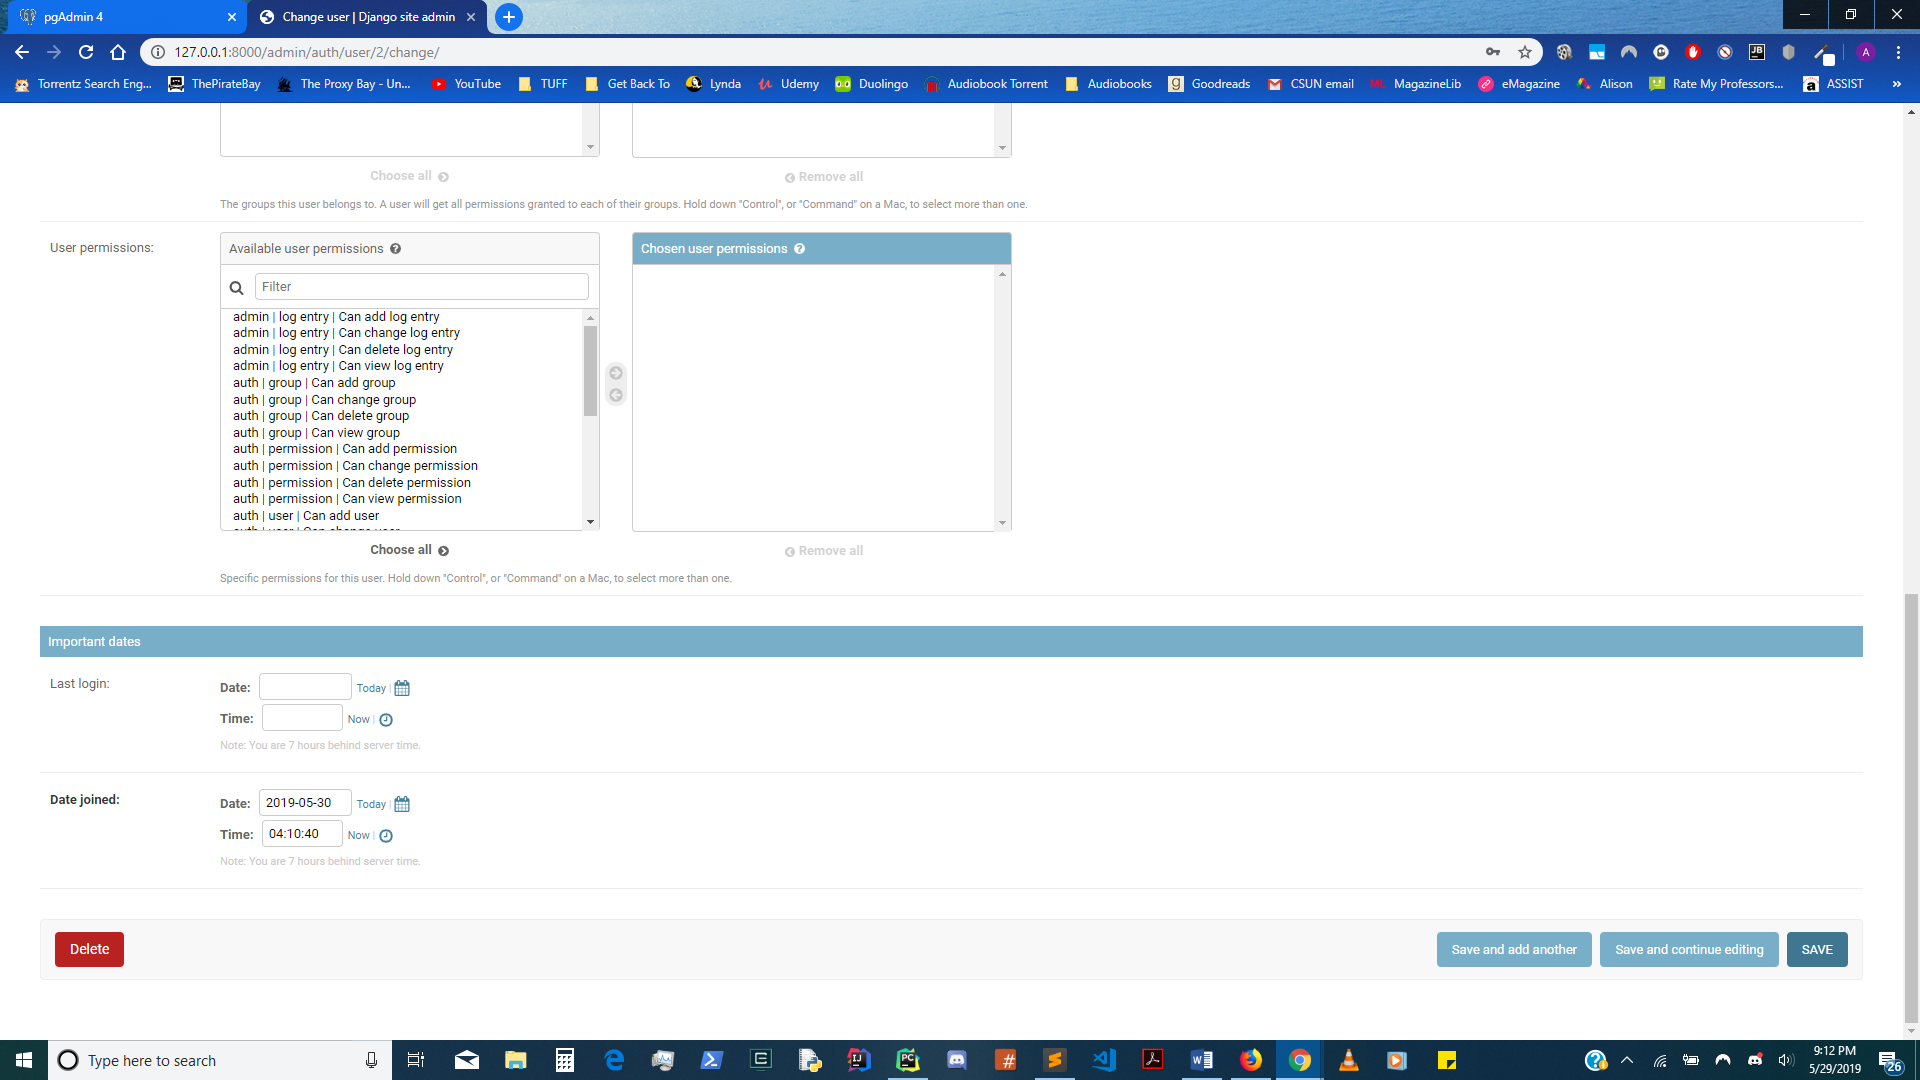 pgAdmin 4
Change user | Django site admin
127.0.0.1:8000/admin/auth/user/2/change/
Torrentz Search Eng...
ThePirateBay
The Proxy Bay - Un...
YouTube
TUFF
Get Back To
Lynda
Udemy
Duolingo
Audiobook Torrent
Audiobooks
Goodreads
CSUN email
MagazineLib
eMagazine
Alison
Rate My Professors...
ASSIST
Choose all
Remove all
The groups this user belongs to. A user will get all permissions granted to each of their groups. Hold down "Control", or "Command" on a Mac, to select more than one.
User permissions:
Available user permissions
Chosen user permissions
Filter
admin | log entry | Can add log entry
admin | log entry | Can change log entry
admin | log entry | Can delete log entry
admin | log entry | Can view log entry
auth | group | Can add group
auth | group | Can change group
auth | group | Can delete group
auth | group | Can view group
auth | permission | Can add permission
auth | permission | Can change permission
auth | permission | Can delete permission
auth | permission | Can view permission
auth | user | Can add user
auth | user | Can change user
Choose all
Remove all
Specific permissions for this user. Hold down "Control", or "Command" on a Mac, to select more than one.
Important dates
Last login:
Date: Today |
Time: Now |
Note: You are 7 hours behind server time.
Date joined:
Date: 2019-05-30 Today |
Time: 04:10:40 Now |
Note: You are 7 hours behind server time.
Delete
Save and add another
Save and continue editing
SAVE
Type here to search
9:12 PM
5/29/2019
26